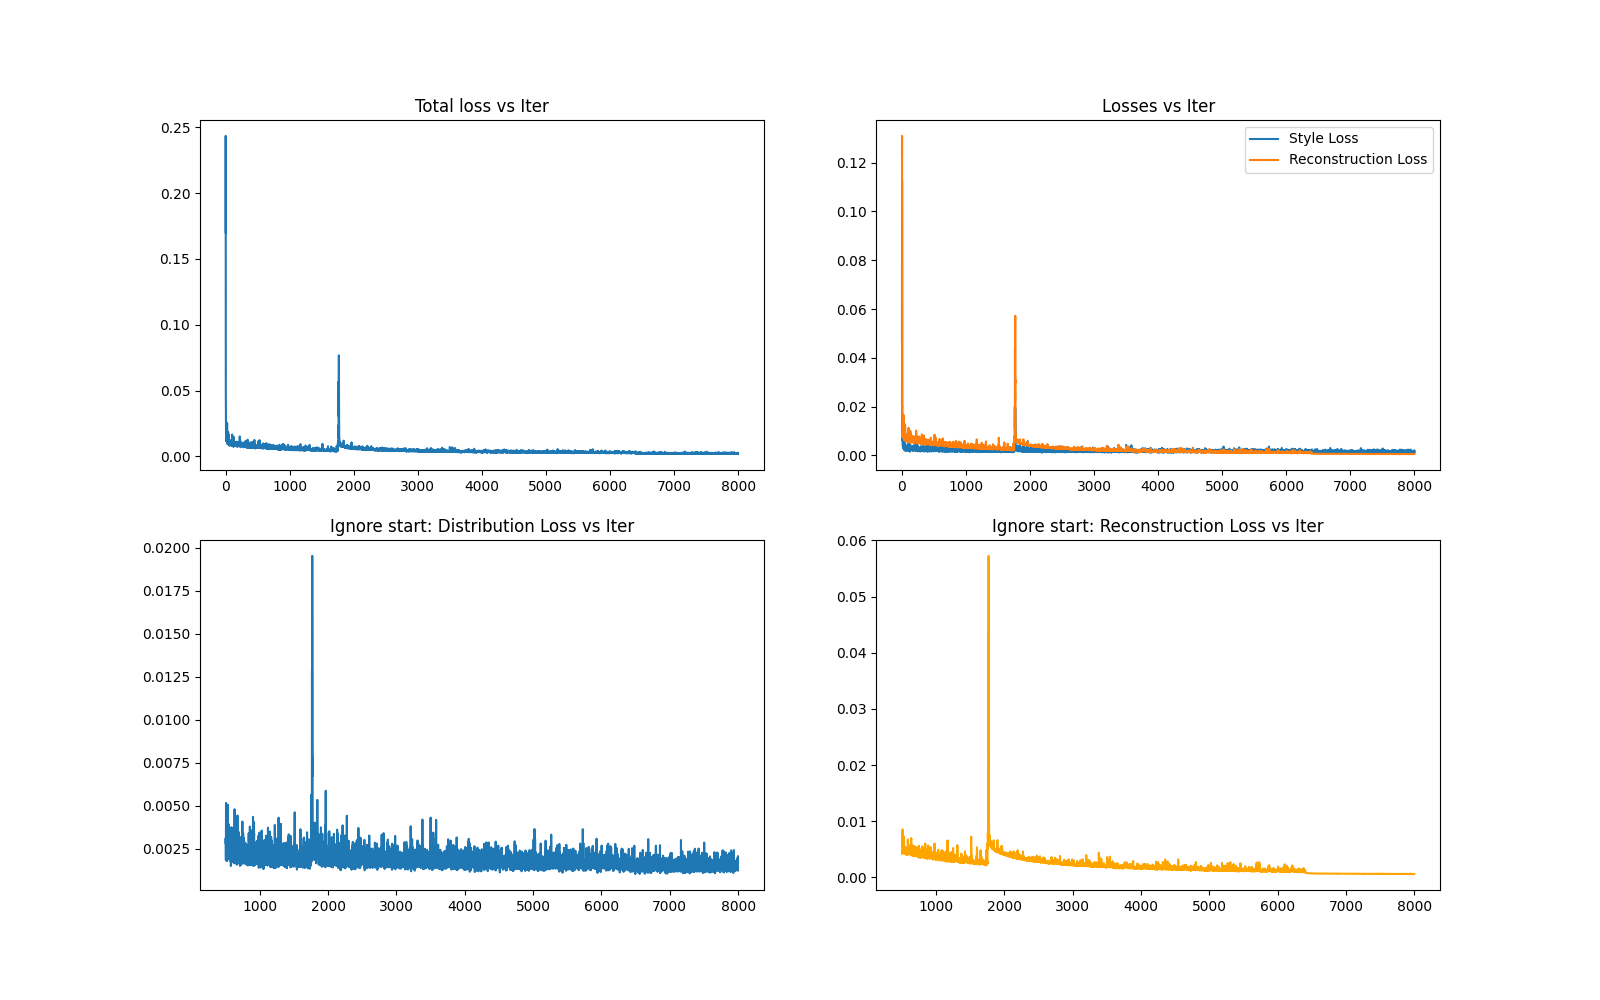 Total loss vs Iter
0.25
0.20
0.15
0.10
0.05
0.00
0 1000 2000 3000 4000 5000 6000 7000 8000
Losses vs Iter
Style Loss
Reconstruction Loss
0.12
0.10
0.08
0.06
0.04
0.02
0.00
0 1000 2000 3000 4000 5000 6000 7000 8000
Ignore start: Distribution Loss vs Iter
0.0200
0.0175
0.0150
0.0125
0.0100
0.0075
0.0050
0.0025
1000 2000 3000 4000 5000 6000 7000 8000
Ignore start: Reconstruction Loss vs Iter
0.06
0.05
0.04
0.03
0.02
0.01
0.00
1000 2000 3000 4000 5000 6000 7000 8000